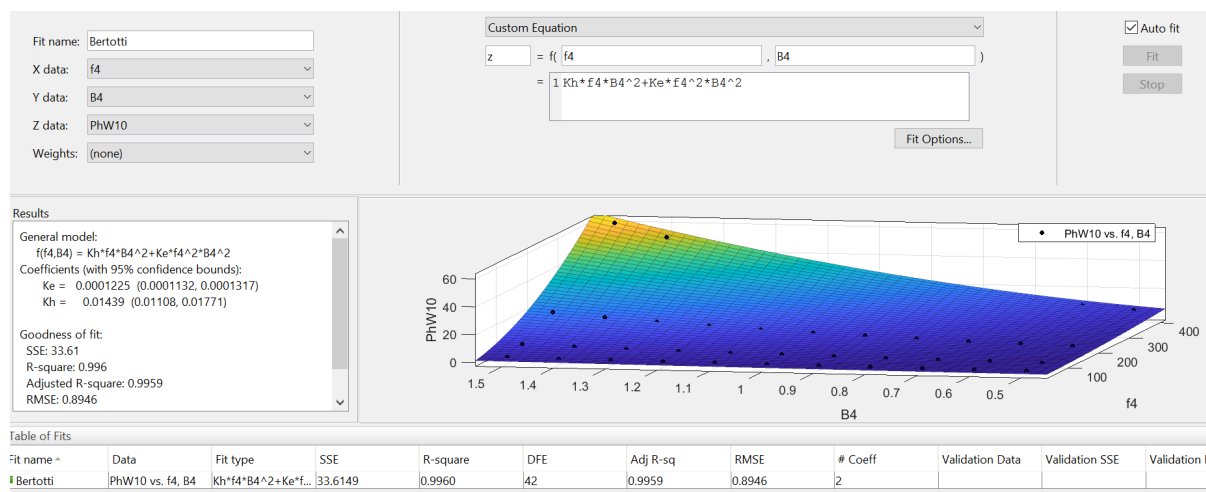 Fit name: Bertotti
X data: f4
Y data: B4
Z data: PhW10
Weights: (none)
Custom Equation
z = f( f4 , B4 )
= 1 Kh*f4*B4^2+Ke*f4^2*B4^2
Fit Options...
Auto fit
Fit
Stop
Results
General model:
f(f4,B4) = Kh*f4*B4^2+Ke*f4^2*B4^2
Coefficients (with 95% confidence bounds):
Ke = 0.0001225 (0.0001132, 0.0001317)
Kh = 0.01439 (0.01108, 0.01771)
Goodness of fit:
SSE: 33.61
R-square: 0.996
Adjusted R-square: 0.9959
RMSE: 0.8946
PhW10 vs. f4, B4
PhW10
60
40
20
0
1.5 1.4 1.3 1.2 1.1 1 0.9 0.8 0.7 0.6 0.5
B4
100 200 300 400
f4
Table of Fits
Fit name Data Fit type SSE R-square DFE Adj R-sq RMSE # Coeff Validation Data Validation SSE Validation
Bertotti PhW10 vs. f4, B4 Kh*f4*B4^2+Ke*f... 33.6149 0.9960 42 0.9959 0.8946 2